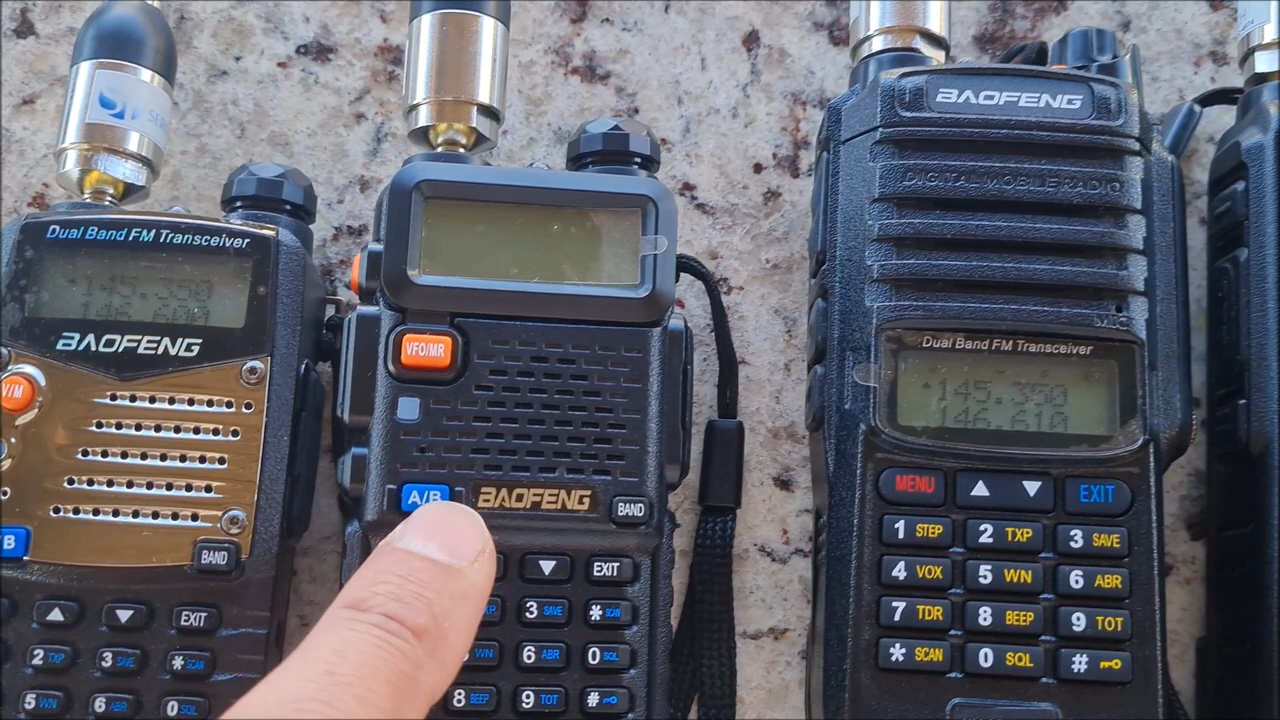 Dual Band FM Transceiver
145.350
146.600
BAOFENG
V/M
/B
BAND
EXIT
2 TXP
3 SAVE
* SCAN
5 WN
6 ABR
0 SQL
VFO/MR
A/B
BAOFENG
BAND
EXIT
3 SAVE
* SCAN
WN
6 ABR
0 SQL
8 BEEP
9 TOT
#
BAOFENG
DIGITAL MOBILE RADIO
MIC
Dual Band FM Transceiver
145.350
146.610
MENU
EXIT
1 STEP
2 TXP
3 SAVE
4 VOX
5 WN
6 ABR
7 TDR
8 BEEP
9 TOT
* SCAN
0 SQL
#